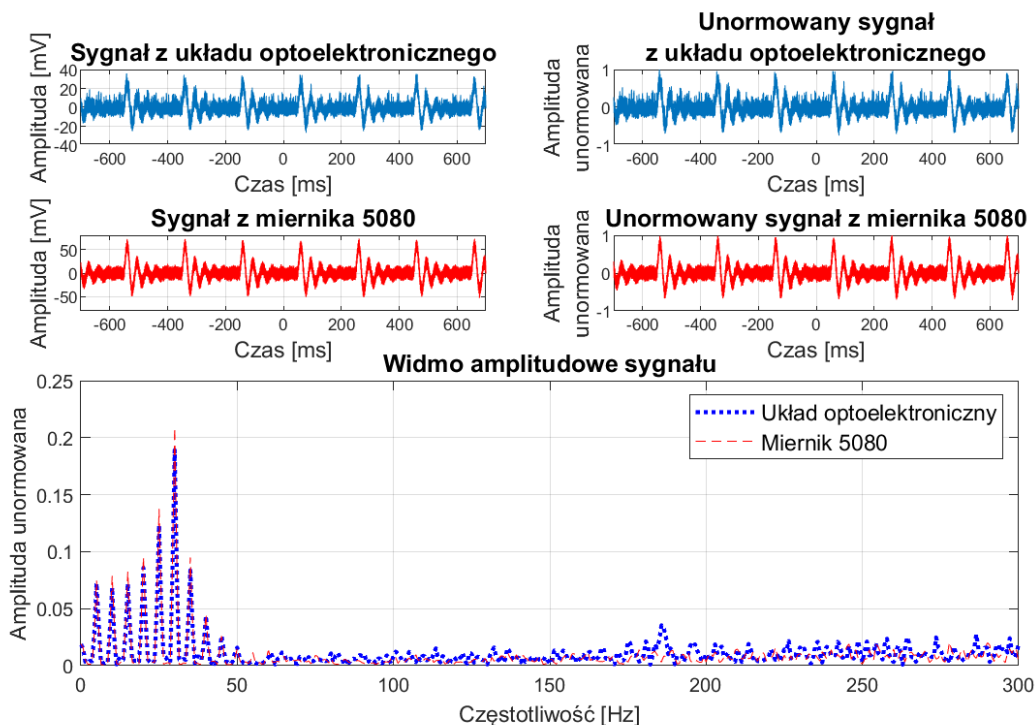 Sygnał z układu optoelektronicznego
Amplituda [mV]
40
20
0
-20
-40
-600
-400
-200
0
200
400
600
Czas [ms]
Unormowany sygnał
z układu optoelektronicznego
Amplituda
unormowana
1
0
-1
-600
-400
-200
0
200
400
600
Czas [ms]
Sygnał z miernika 5080
Amplituda [mV]
50
0
-50
-600
-400
-200
0
200
400
600
Czas [ms]
Unormowany sygnał z miernika 5080
Amplituda
unormowana
1
0
-1
-600
-400
-200
0
200
400
600
Czas [ms]
Widmo amplitudowe sygnału
Amplituda unormowana
0.25
0.2
0.15
0.1
0.05
0
Układ optoelektroniczny
Miernik 5080
0
50
100
150
200
250
300
Częstotliwość [Hz]